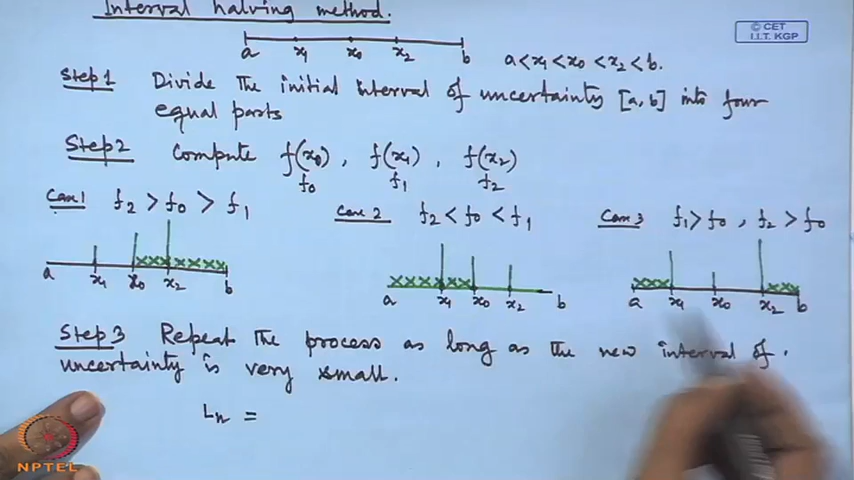 Interval halving method.
© CET
I.I.T. KGP
a x₁ x₀ x₂ b
a < x₁ < x₀ < x₂ < b.
Step 1 Divide the initial interval of uncertainty [a, b] into four
equal parts
Step 2 Compute f(x₀), f(x₁), f(x₂)
f₀ f₁ f₂
Case 1 f₂ > f₀ > f₁
Case 2 f₂ < f₀ < f₁
Case 3 f₁ > f₀, f₂ > f₀
a x₁ x₀ x₂ b
a x₁ x₀ x₂ b
a x₁ x₀ x₂ b
Step 3 Repeat the process as long as the new interval of
uncertainty is very small.
Lₙ =
NPTEL